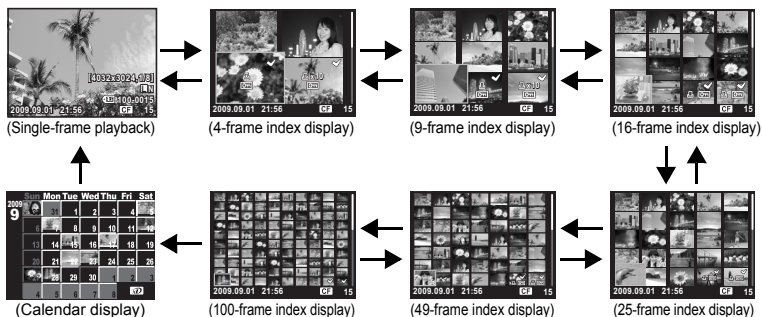 [4032x3024,1/8]
N
100-0015
2009.09.01 21:56 CF 15
(Single-frame playback)
x10
2009.09.01 21:56 CF 15
(4-frame index display)
x10
2009.09.01 21:56 CF 15
(9-frame index display)
2009.09.01 21:56 CF 15
(16-frame index display)
2009
9
Sun Mon Tue Wed Thu Fri Sat
31 1 2 3 4 5
6 7 8 9 10 11 12
13 14 15 16 17 18 19
20 21 22 23 24 25 26
28 29 30 1 2 3
4 5 6 7 8
(Calendar display)
2009.09.01 21:56 CF 15
(100-frame index display)
2009.09.01 21:56 CF 15
(49-frame index display)
2009.09.01 21:56 CF 15
(25-frame index display)